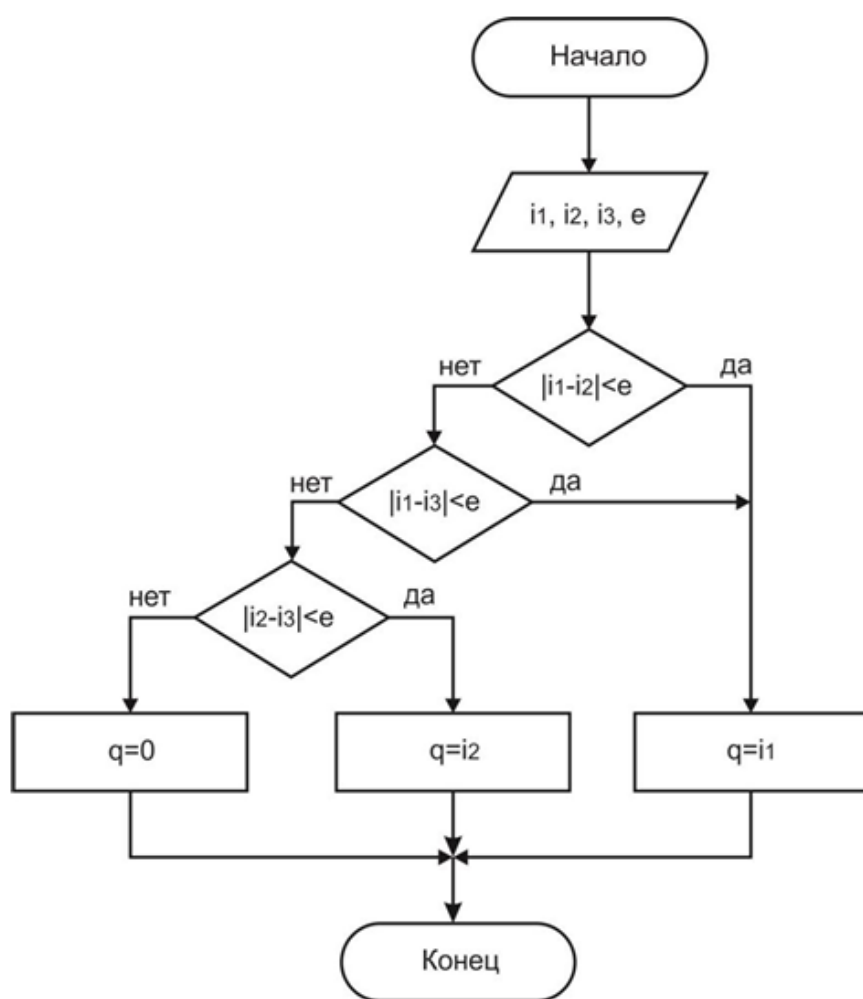 Начало
i1, i2, i3, e
нет
да
|i1-i2|<e
нет
да
|i1-i3|<e
нет
да
|i2-i3|<e
q=0
q=i2
q=i1
Конец